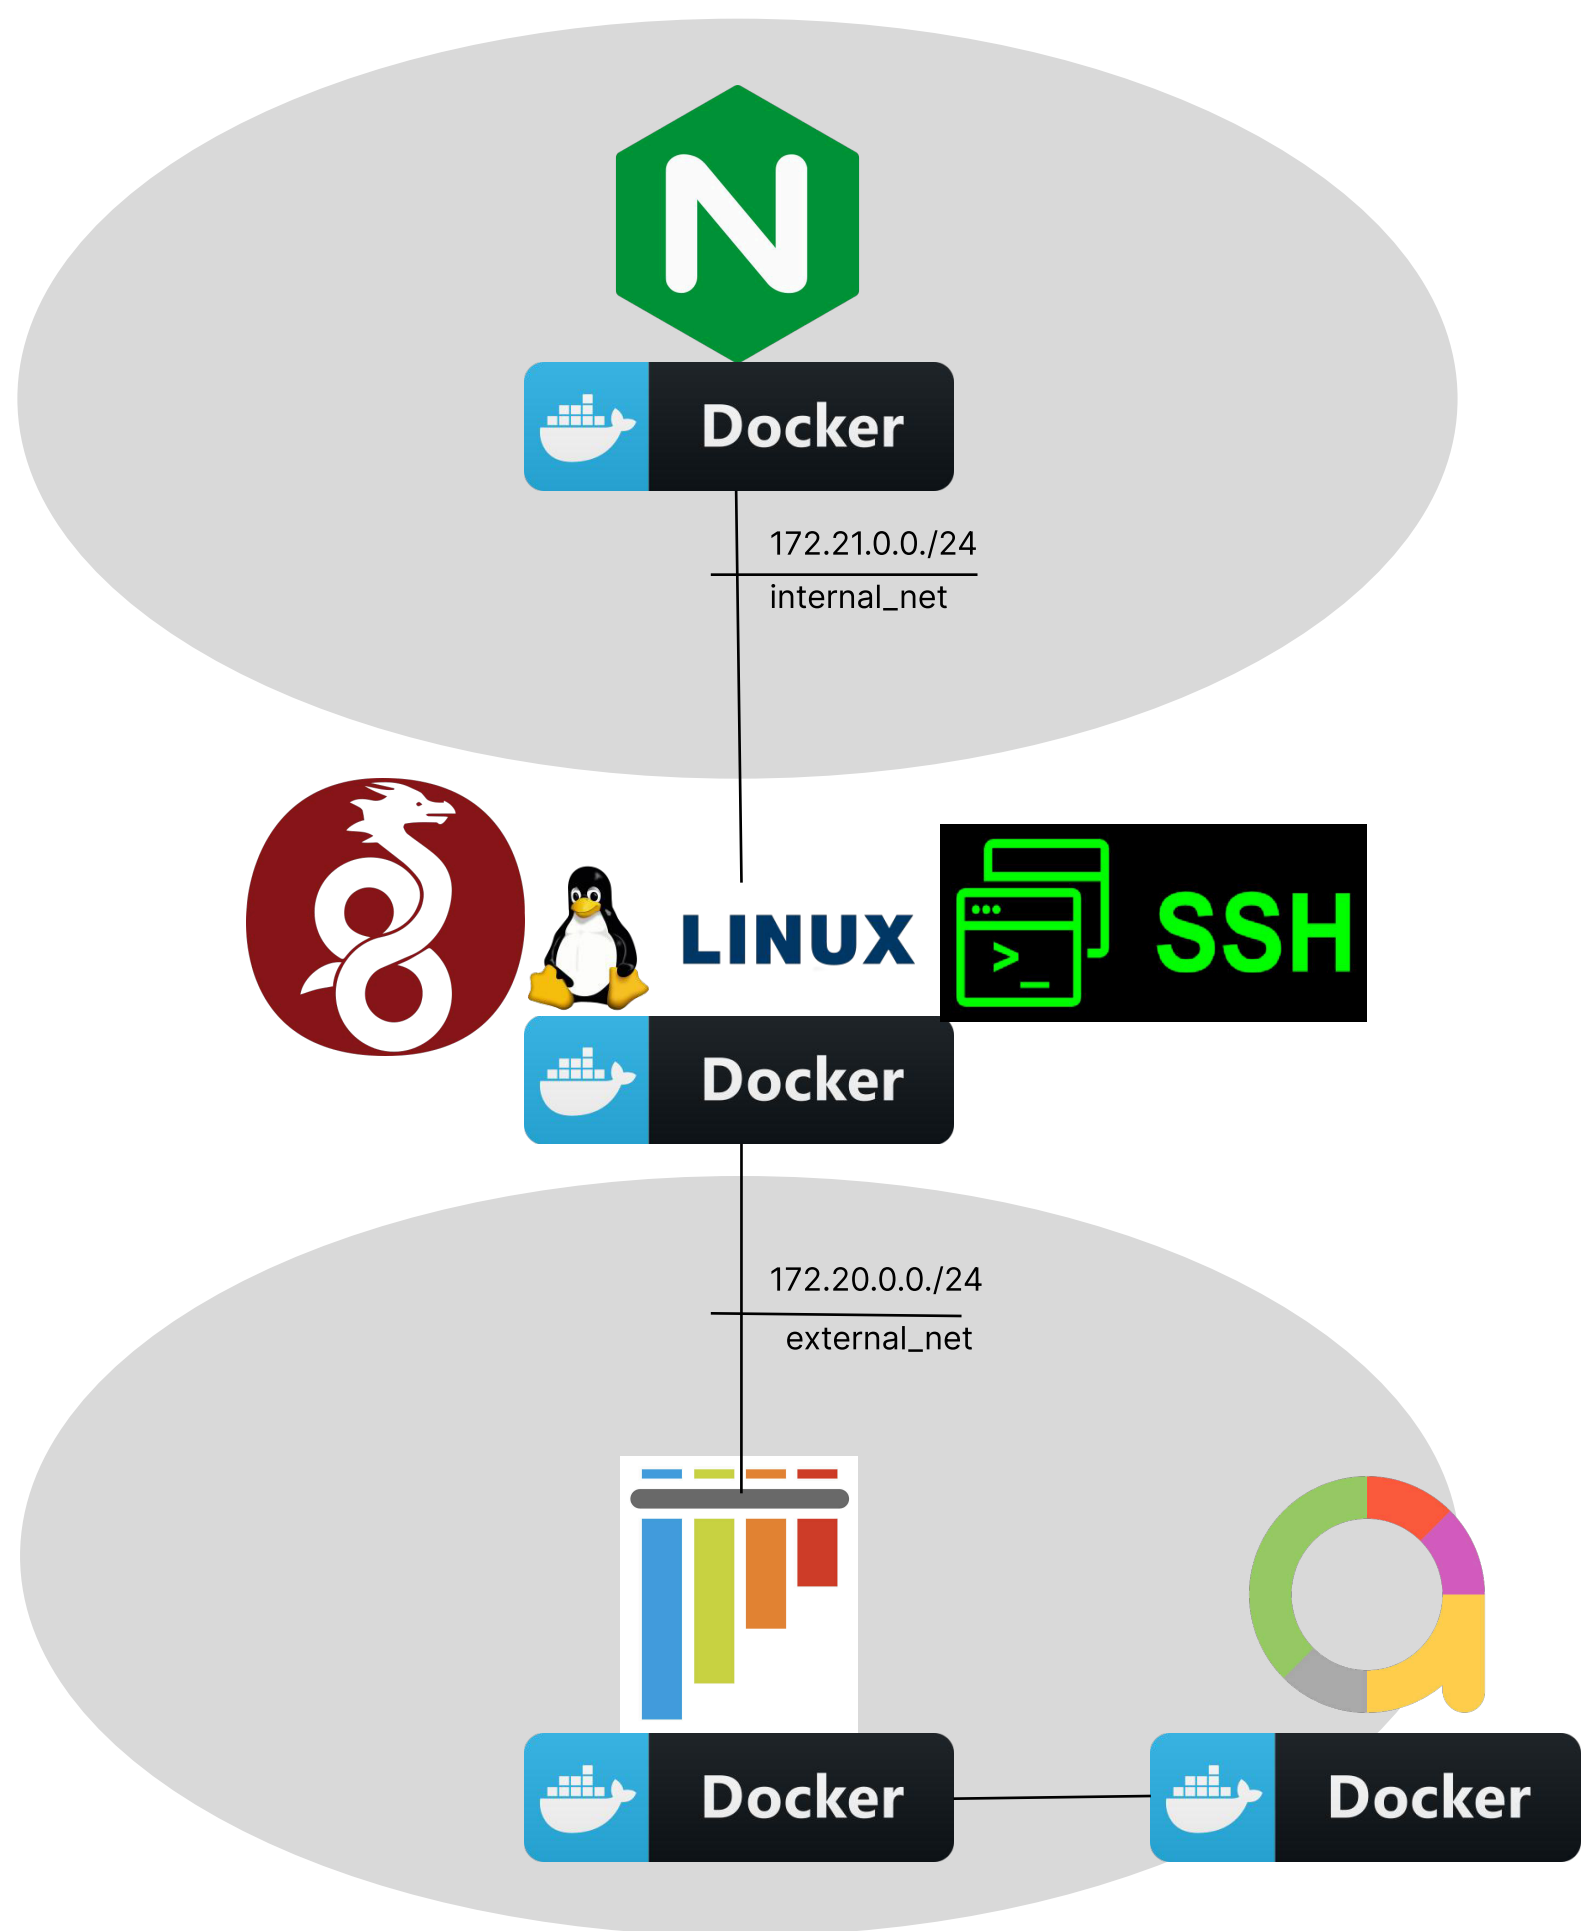 Docker
172.21.0.0./24
internal_net
LINUX
SSH
>_
Docker
172.20.0.0./24
external_net
Docker
Docker